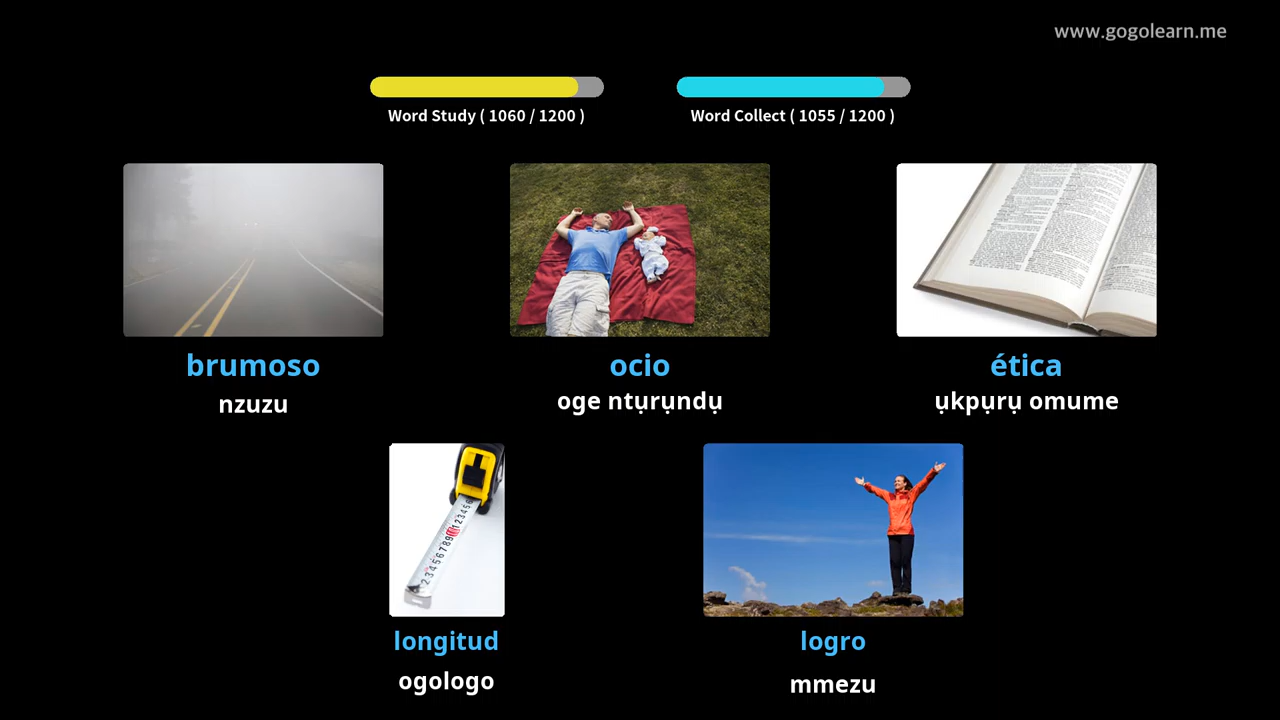 www.gogolearn.me
Word Study ( 1060 / 1200 )
Word Collect ( 1055 / 1200 )
brumoso
nzuzu
ocio
oge ntụrụndụ
ética
ụkpụrụ omume
longitud
ogologo
logro
mmezu